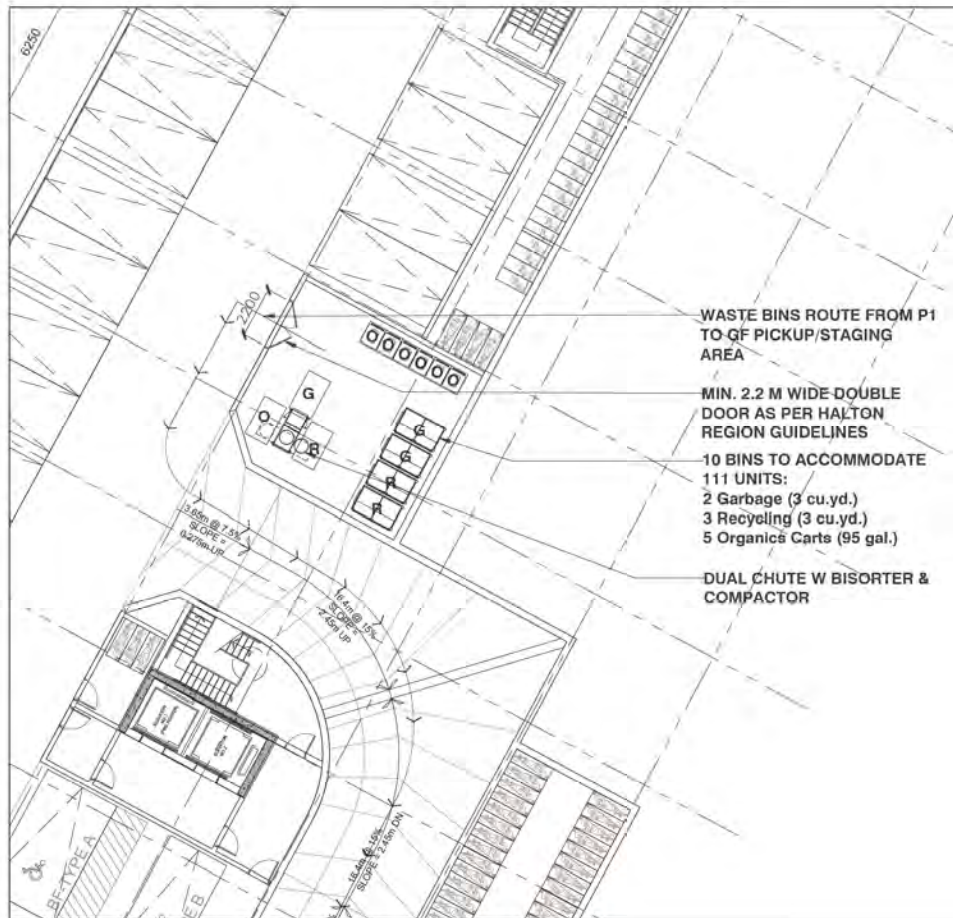 6250
WASTE BINS ROUTE FROM P1
TO GF PICKUP/STAGING
AREA
2200
MIN. 2.2 M WIDE DOUBLE
DOOR AS PER HALTON
REGION GUIDELINES
O O O O O O
G
O
B
G
G
R
R
10 BINS TO ACCOMMODATE
111 UNITS:
2 Garbage (3 cu.yd.)
3 Recycling (3 cu.yd.)
5 Organics Carts (95 gal.)
DUAL CHUTE W BISORTER &
COMPACTOR
3.65m @ 7.5%
SLOPE =
0.275m UP
16.4m @ 15%
SLOPE =
2.45m UP
16.4m @ 15%
SLOPE = 2.45m DN
BF-TYPE A
E B